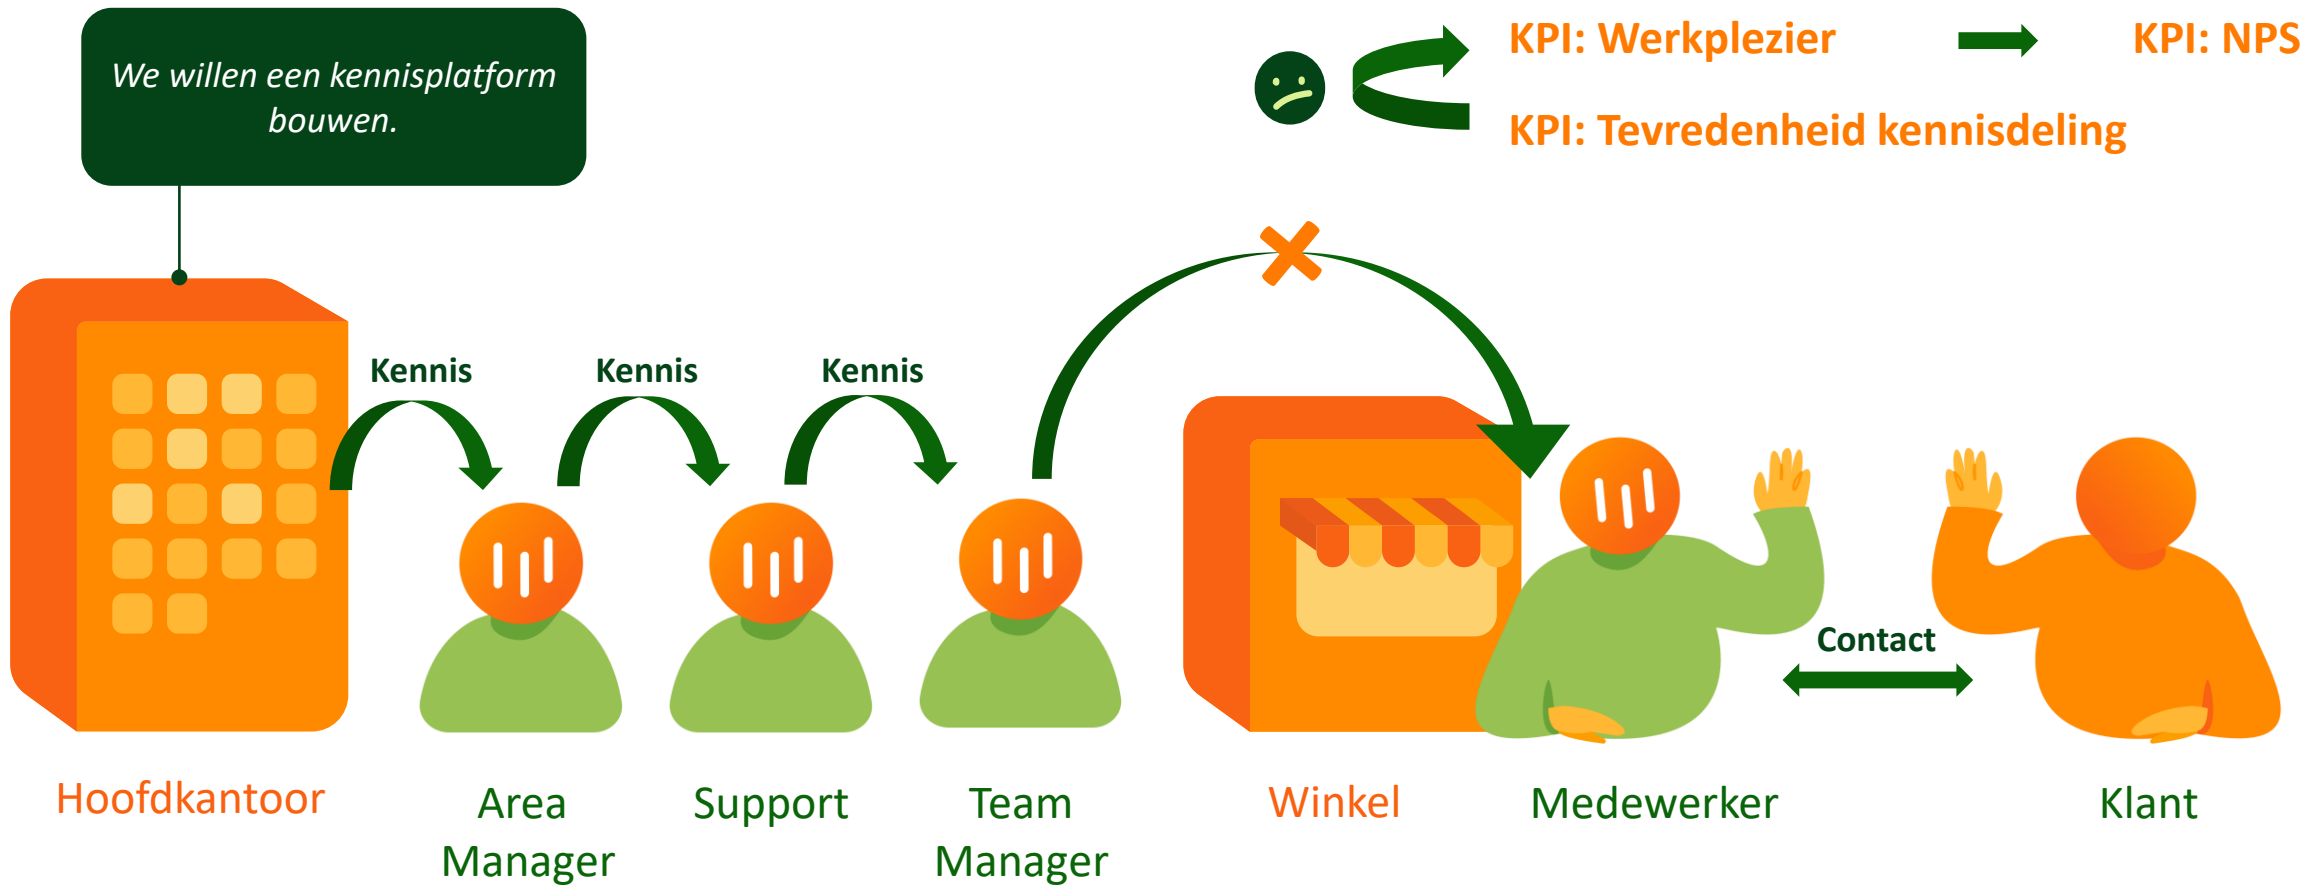 We willen een kennisplatform
bouwen.
KPI: Werkplezier
KPI: NPS
KPI: Tevredenheid kennisdeling
Kennis
Kennis
Kennis
Contact
Hoofdkantoor
Area
Manager
Support
Team
Manager
Winkel
Medewerker
Klant